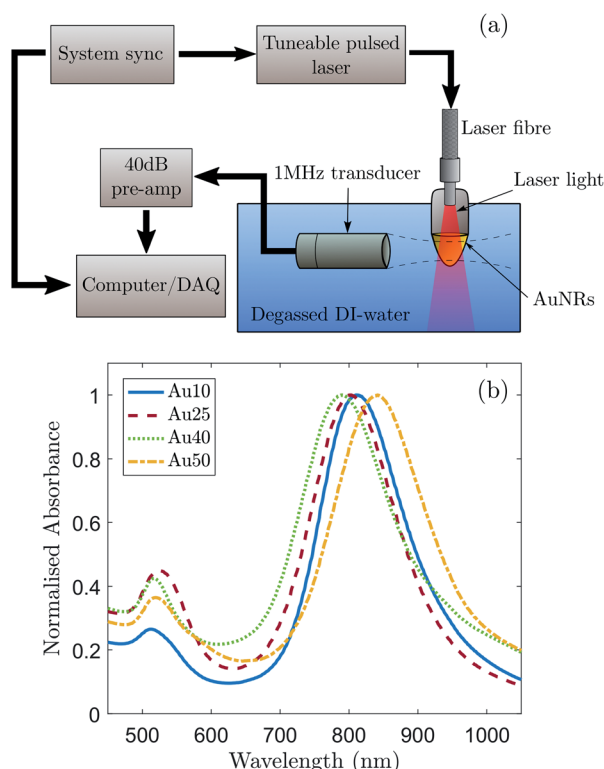 (a)
System sync
Tuneable pulsed
laser
Laser fibre
40dB
pre-amp
1MHz transducer
Laser light
Computer/DAQ
Degassed DI-water
AuNRs
(b)
Au10
Au25
Au40
Au50
Normalised Absorbance
1
0.8
0.6
0.4
0.2
0
500 600 700 800 900 1000
Wavelength (nm)